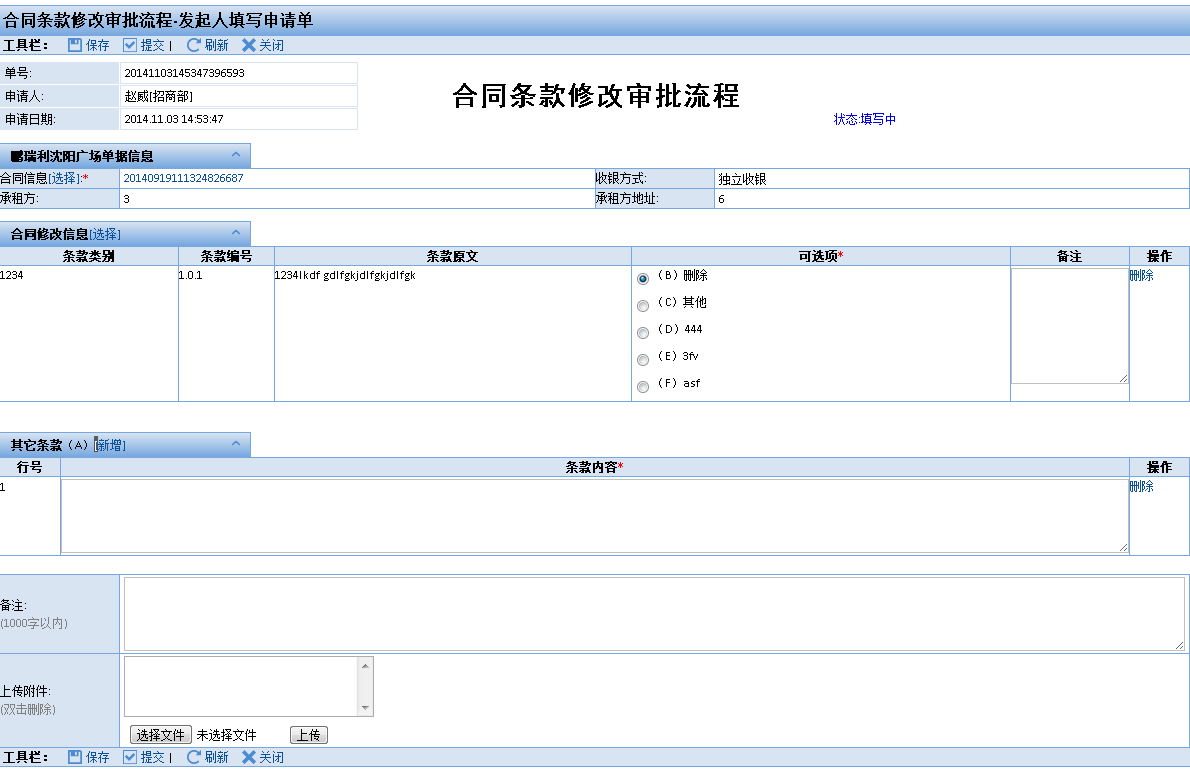 合同条款修改审批流程-发起人填写申请单
工具栏： 保存 提交 | 刷新 关闭
单号: 20141103145347396593
申请人: 赵威[招商部]
申请日期: 2014.11.03 14:53:47
合同条款修改审批流程
状态:填写中
鹏瑞利沈阳广场单据信息
合同信息[选择]:* 20140919111324826687 收银方式: 独立收银
承租方: 3 承租方地址: 6
合同修改信息[选择]
条款类别 条款编号 条款原文 可选项* 备注 操作
1234 1.0.1 1234lkdf gdlfgkjdlfgkjdlfgk （B）删除 删除
（C）其他
（D）444
（E）3fv
（F）asf
其它条款（A）[新增]
行号 条款内容* 操作
1 删除
备注:
(1000字以内)
上传附件:
(双击删除)
选择文件 未选择文件 上传
工具栏： 保存 提交 | 刷新 关闭